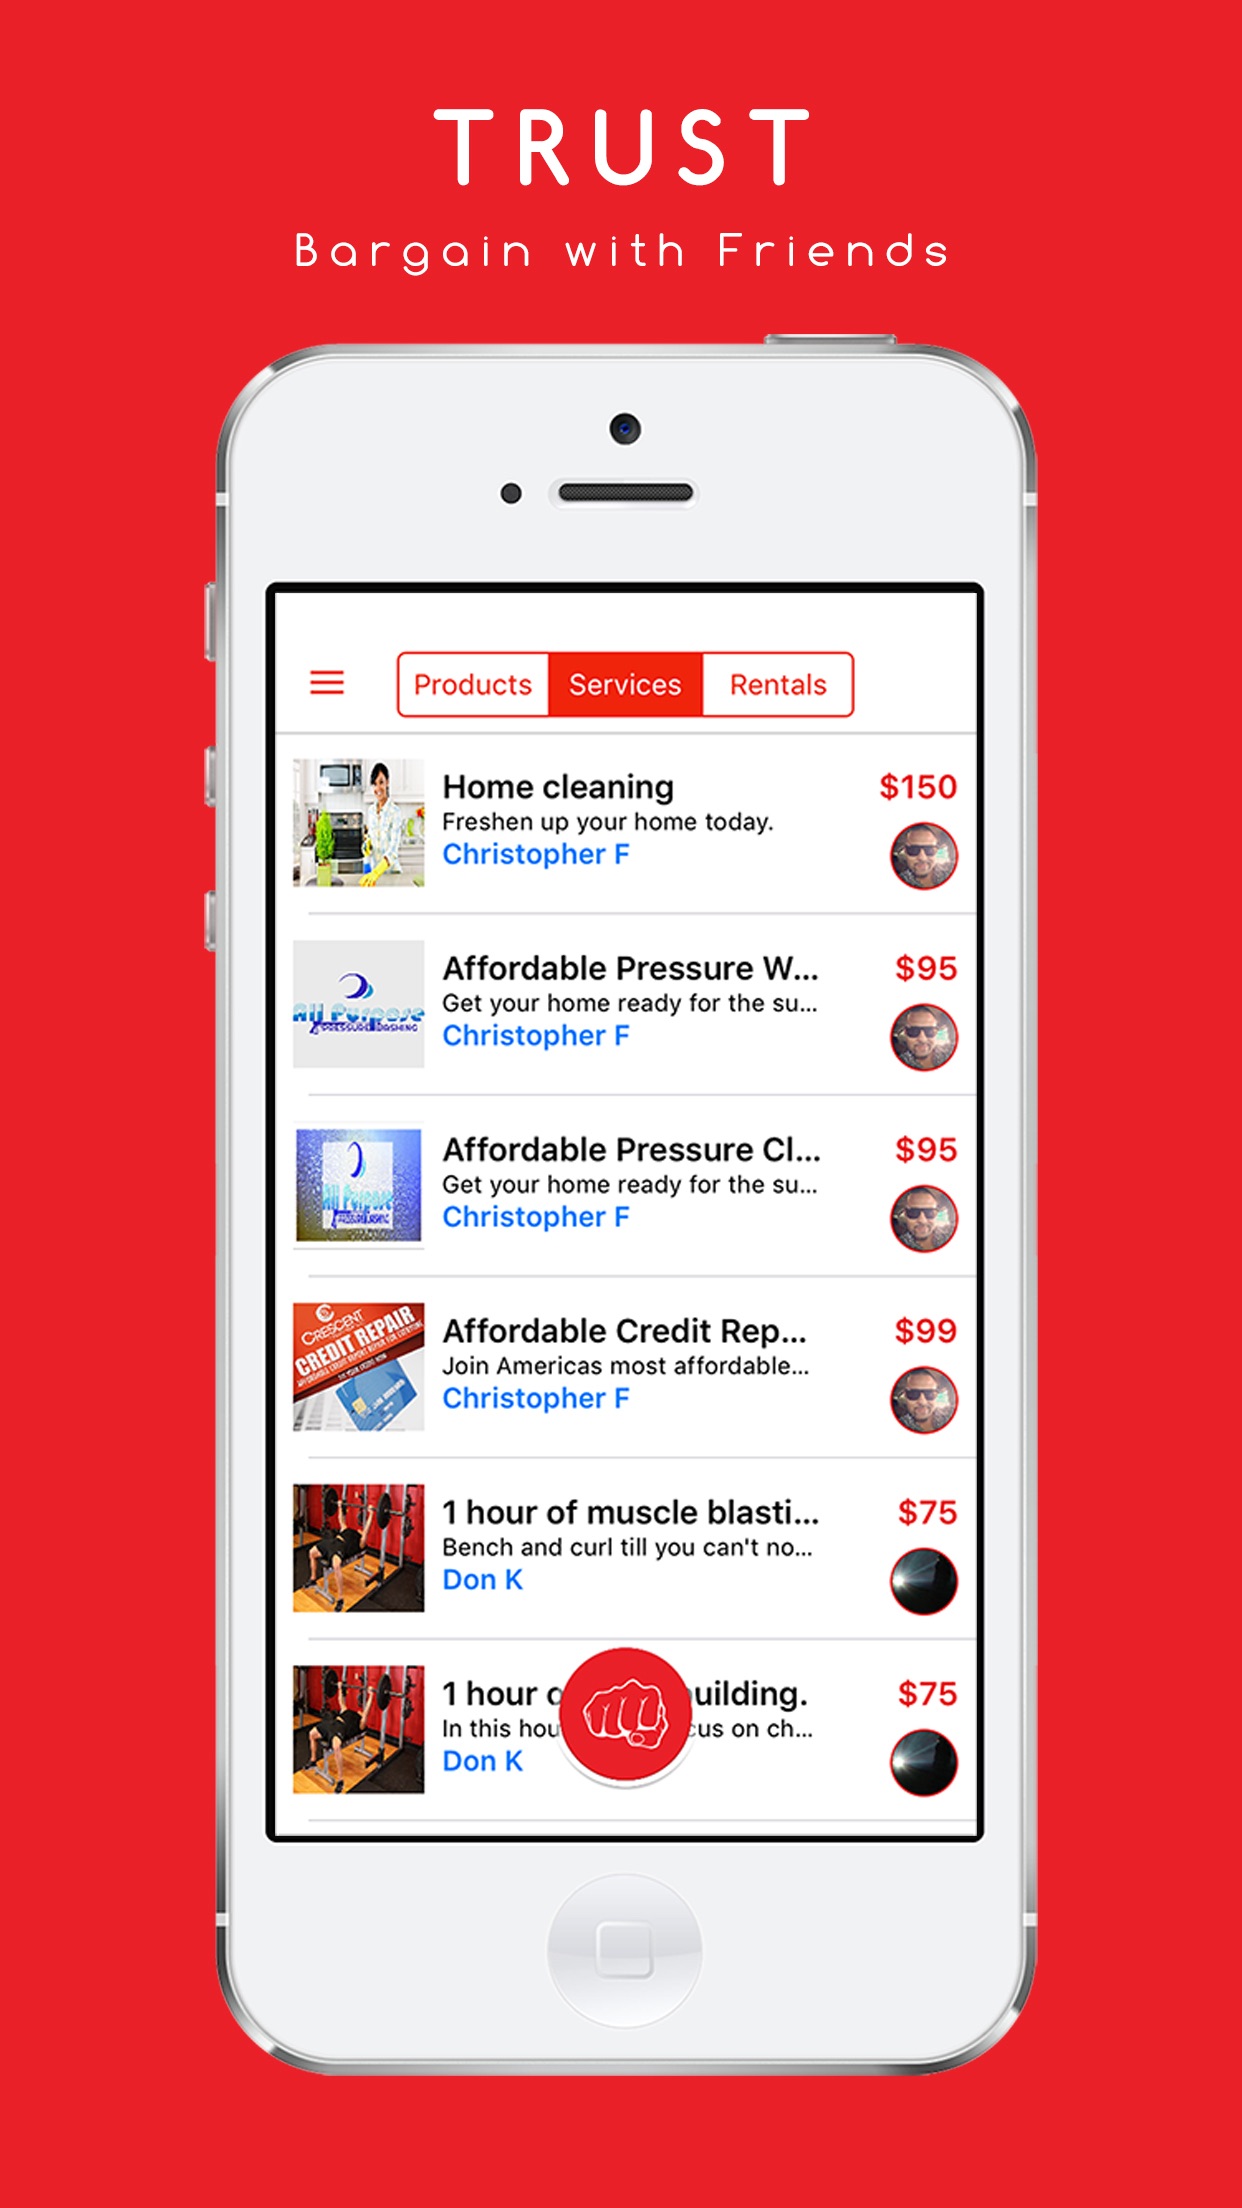 TRUST
Bargain with Friends
Products Services Rentals
Home cleaning $150
Freshen up your home today.
Christopher F
Affordable Pressure W... $95
Get your home ready for the su...
Christopher F
All Purpose
PRESSURE WASHING
Affordable Pressure Cl... $95
Get your home ready for the su...
Christopher F
All Purpose
PRESSURE WASHING
Affordable Credit Rep... $99
Join Americas most affordable...
Christopher F
CRESCENT
CREDIT REPAIR
1 hour of muscle blasti... $75
Bench and curl till you can't no...
Don K
1 hour uilding. $75
In this hou cus on ch...
Don K